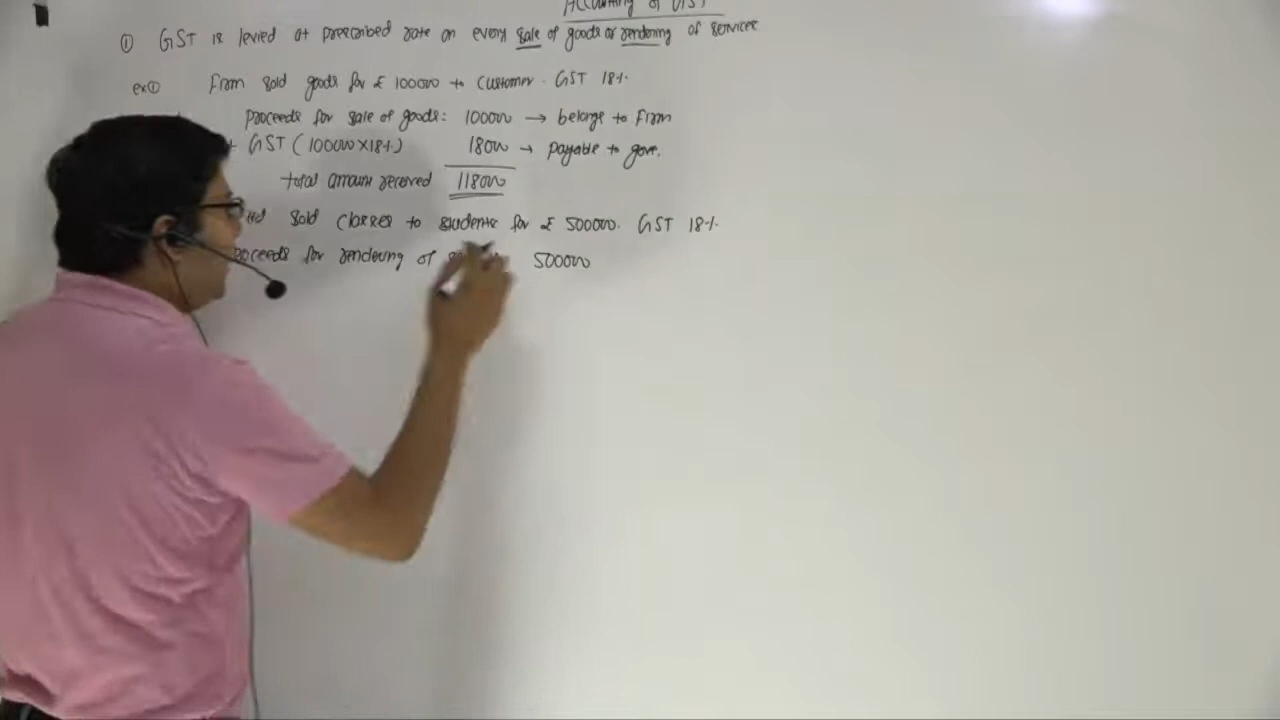 Accounting of GST
① GST is levied at prescribed rate on every sale of goods or rendering of services
ex① From sold goods for ₹ 100000 to customer. GST 18%
Proceeds for sale of goods: 100000 → belongs to firm
+ GST (100000 X 18%) 18000 → payable to gove.
total amount received 118000
sold classes to students for ₹ 500000. GST 18%
for rendering of 500000